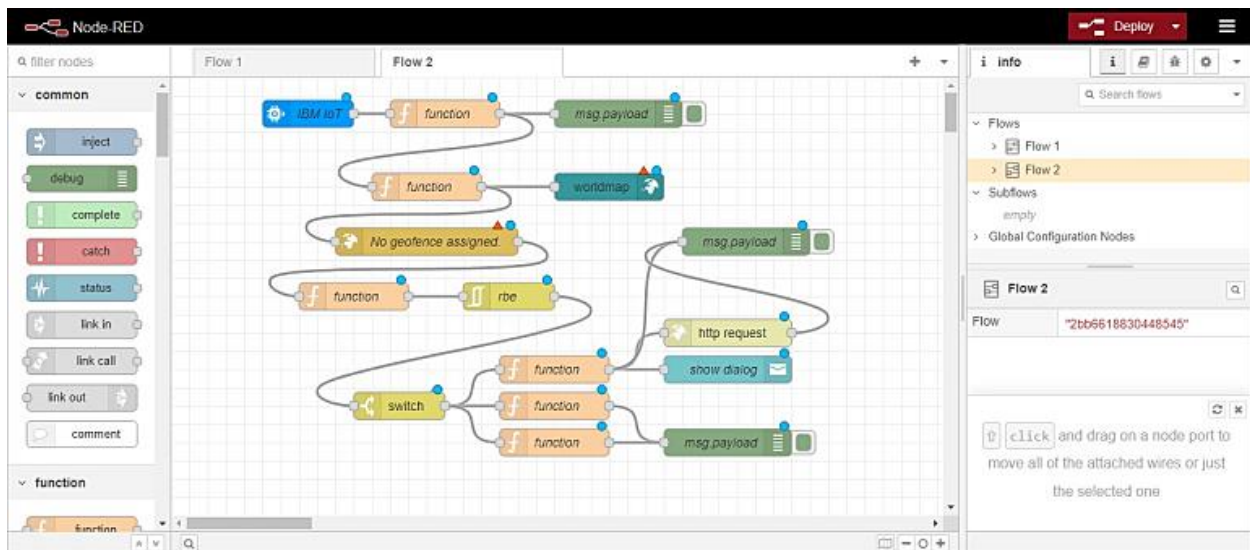 Node-RED
Deploy
filter nodes
Flow 1
Flow 2
i info
i
common
Search flows
inject
debug
complete
catch
status
link in
link call
link out
comment
function
function
IBM IoT
function
msg.payload
function
worldmap
No geofence assigned.
msg.payload
function
rbe
http request
function
show dialog
switch
function
function
msg.payload
Flows
Flow 1
Flow 2
Subflows
empty
Global Configuration Nodes
Flow 2
Flow "2bb6618830448545"
click and drag on a node port to
move all of the attached wires or just
the selected one